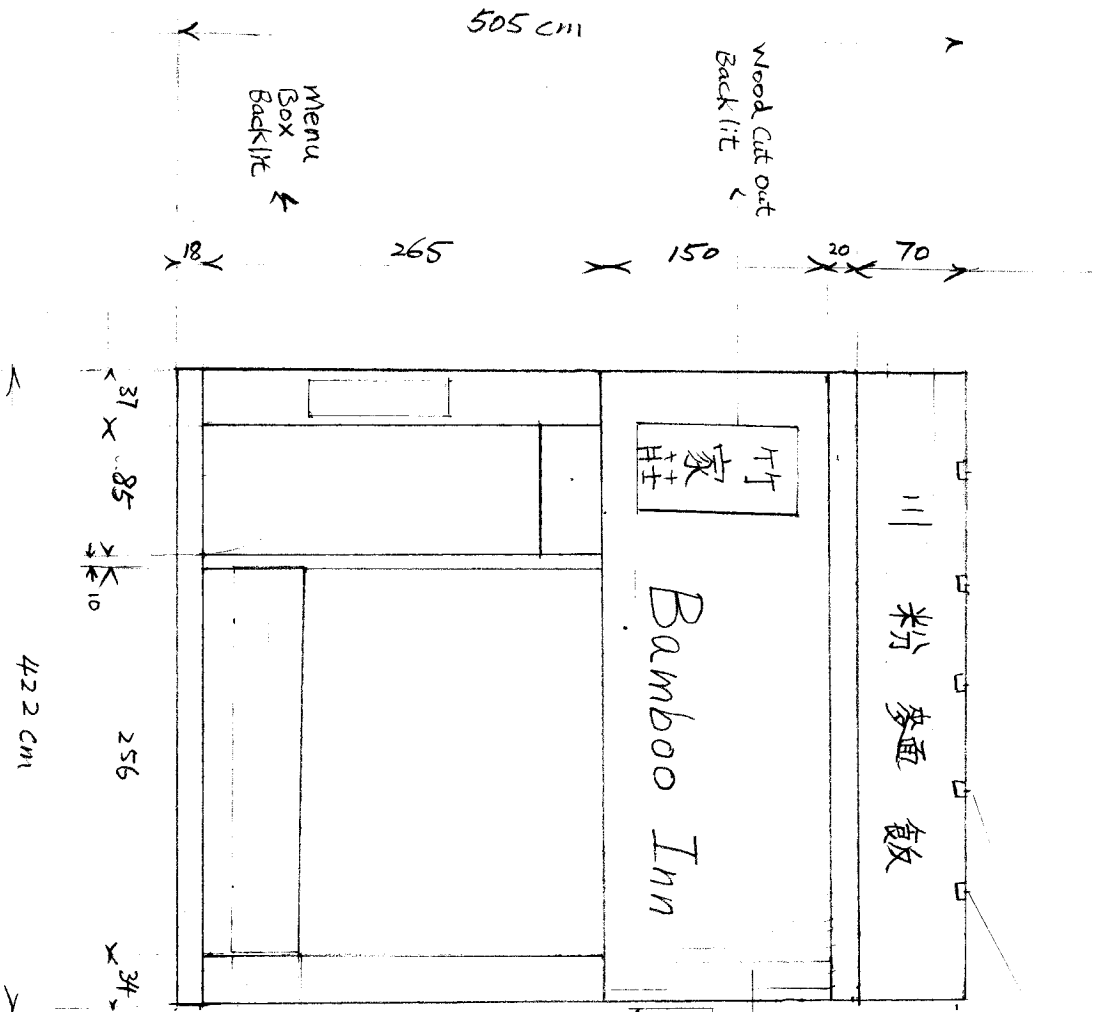 505 cm
Wood Cut out
Backlit
Menu
Box
Backlit
18
265
150
20
70
粉 麵 飯
竹
家
莊
Bamboo Inn
37
85
10
256
34
422 cm